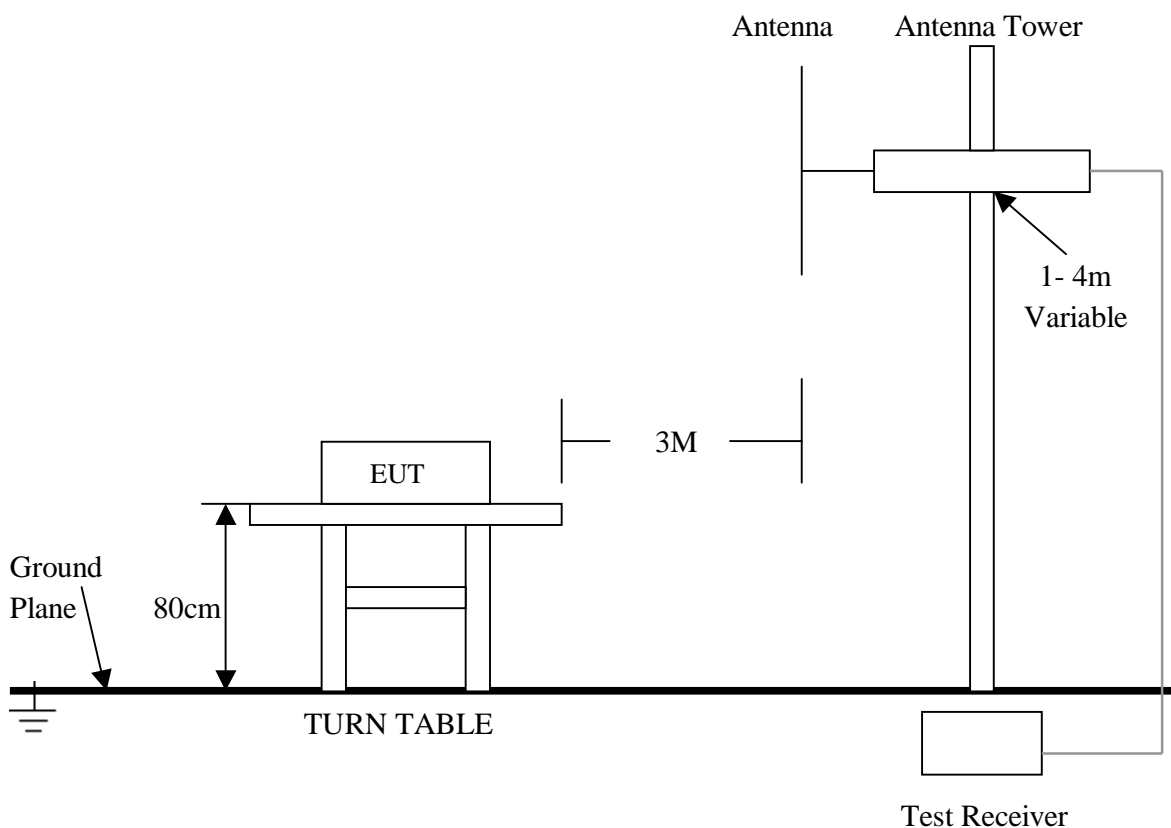 Antenna
Antenna Tower
1- 4m
Variable
3M
EUT
Ground
Plane
80cm
TURN TABLE
Test Receiver